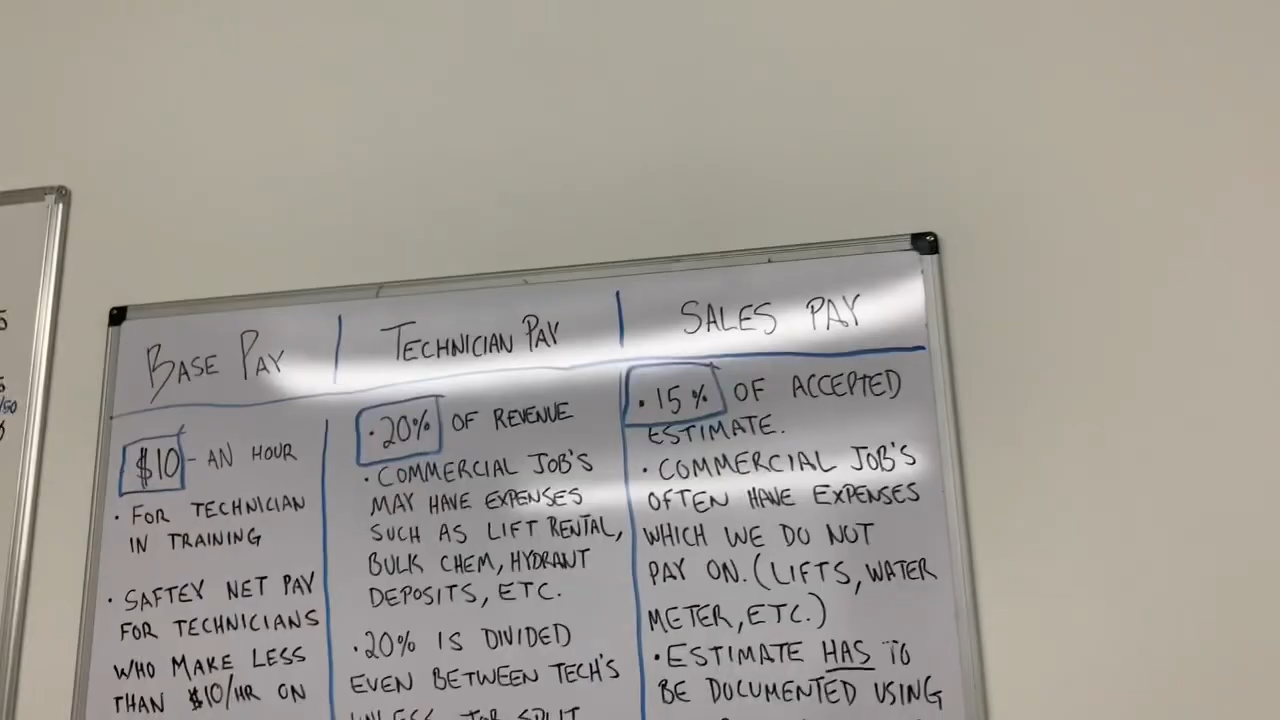 BASE PAY
$10 - AN HOUR
· FOR TECHNICIAN
IN TRAINING
· SAFTEY NET PAY
FOR TECHNICIANS
WHO MAKE LESS
THAN $10/HR ON
TECHNICIAN PAY
· 20% OF REVENUE
· COMMERCIAL JOB'S
MAY HAVE EXPENSES
SUCH AS LIFT RENTAL,
BULK CHEM, HYDRANT
DEPOSITS, ETC.
· 20% IS DIVIDED
EVEN BETWEEN TECH'S
UNLESS JOB SPLIT
SALES PAY
· 15% OF ACCEPTED
ESTIMATE.
· COMMERCIAL JOB'S
OFTEN HAVE EXPENSES
WHICH WE DO NOT
PAY ON. (LIFTS, WATER
METER, ETC.)
· ESTIMATE HAS TO
BE DOCUMENTED USING